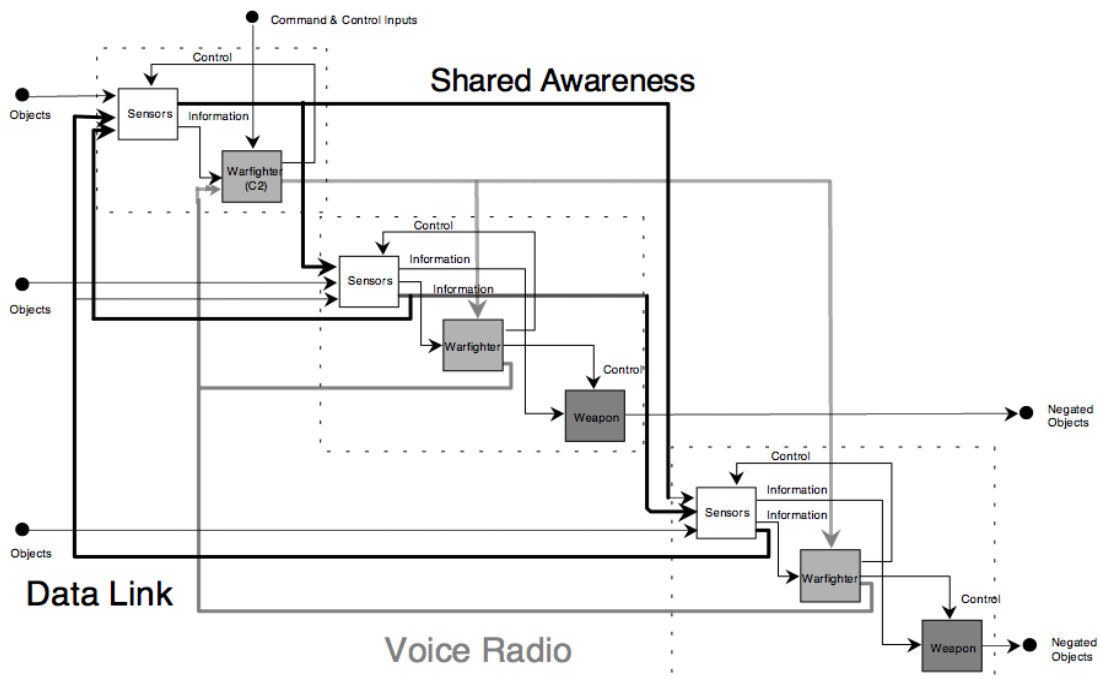 Command & Control Inputs
Control
Shared Awareness
Objects
Sensors
Information
Warfighter
(C2)
Control
Information
Sensors
Information
Objects
Warfighter
Control
Weapon
Negated
Objects
Control
Information
Sensors
Information
Objects
Warfighter
Data Link
Control
Voice Radio
Weapon
Negated
Objects